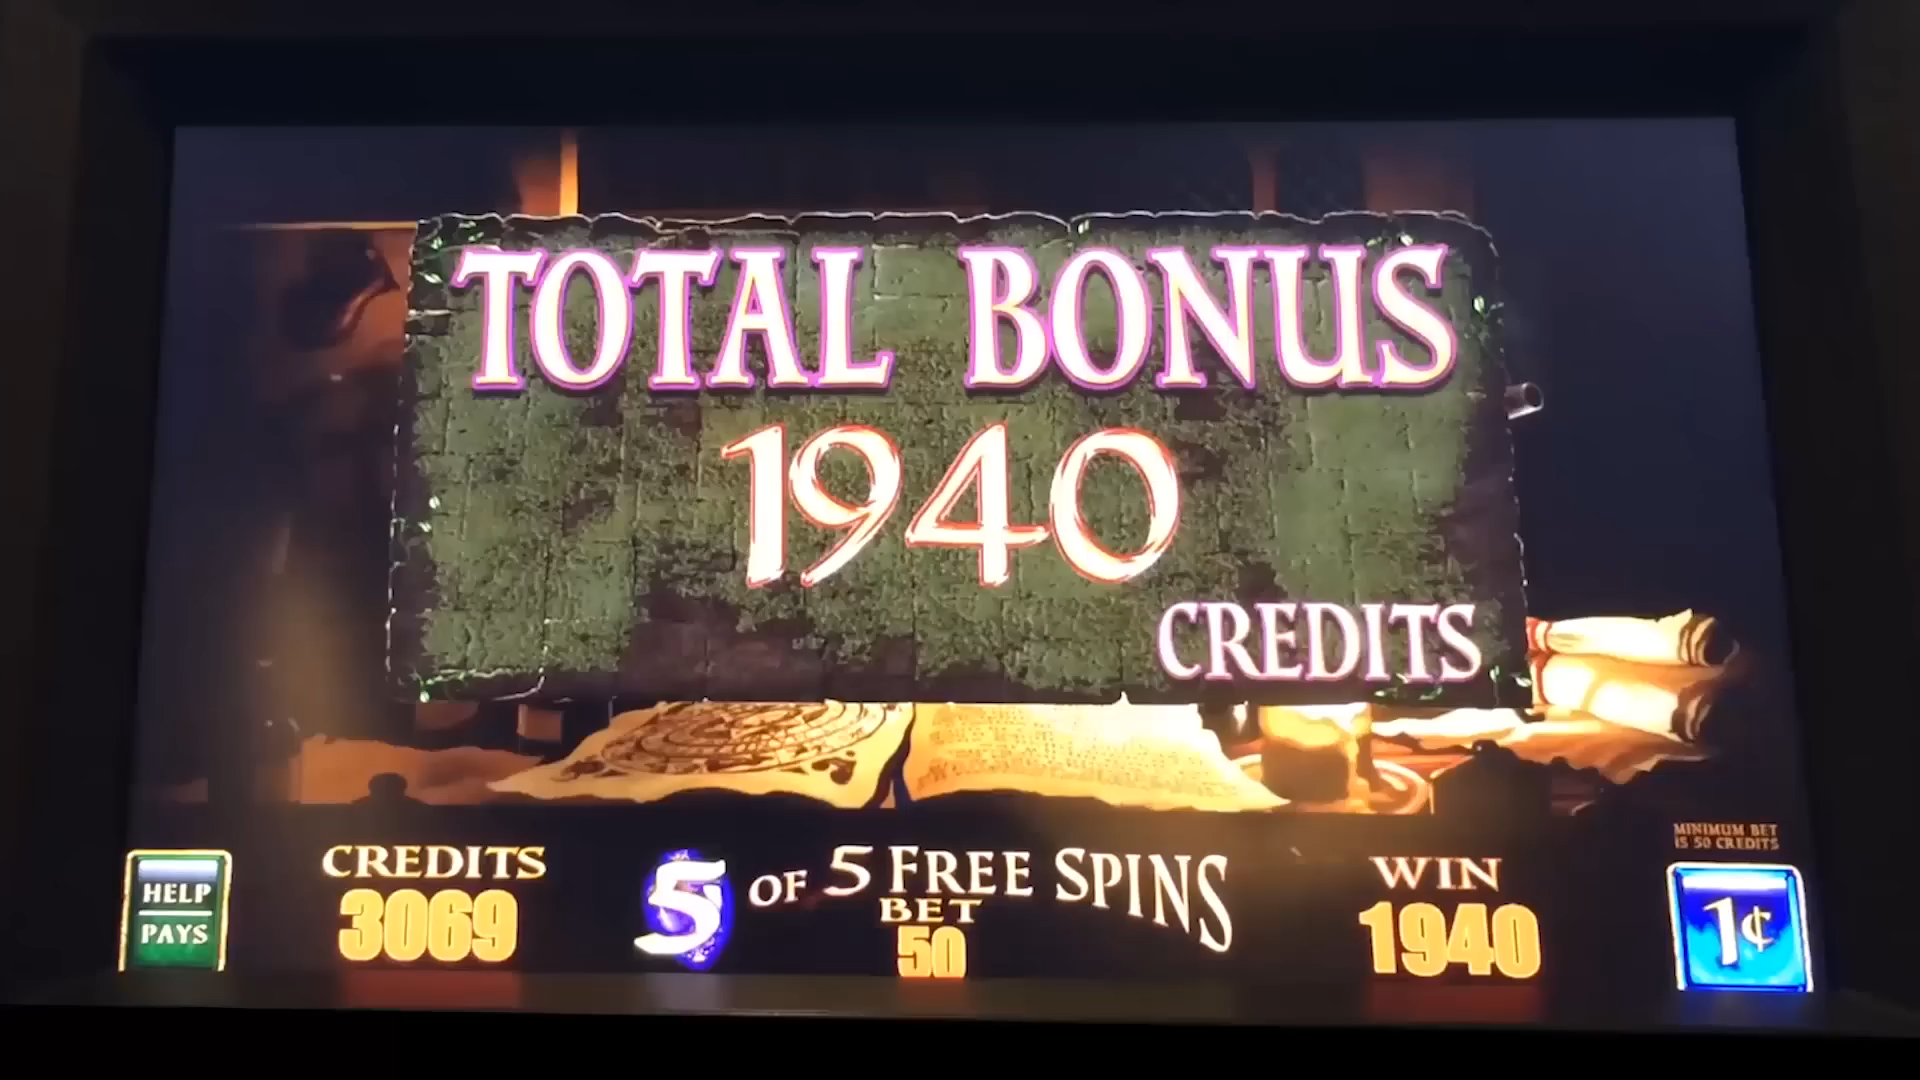 TOTAL BONUS
1940
CREDITS
MINIMUM BET
IS 50 CREDITS
HELP
PAYS
CREDITS
3069
5 OF 5 FREE SPINS
BET
50
WIN
1940
1¢